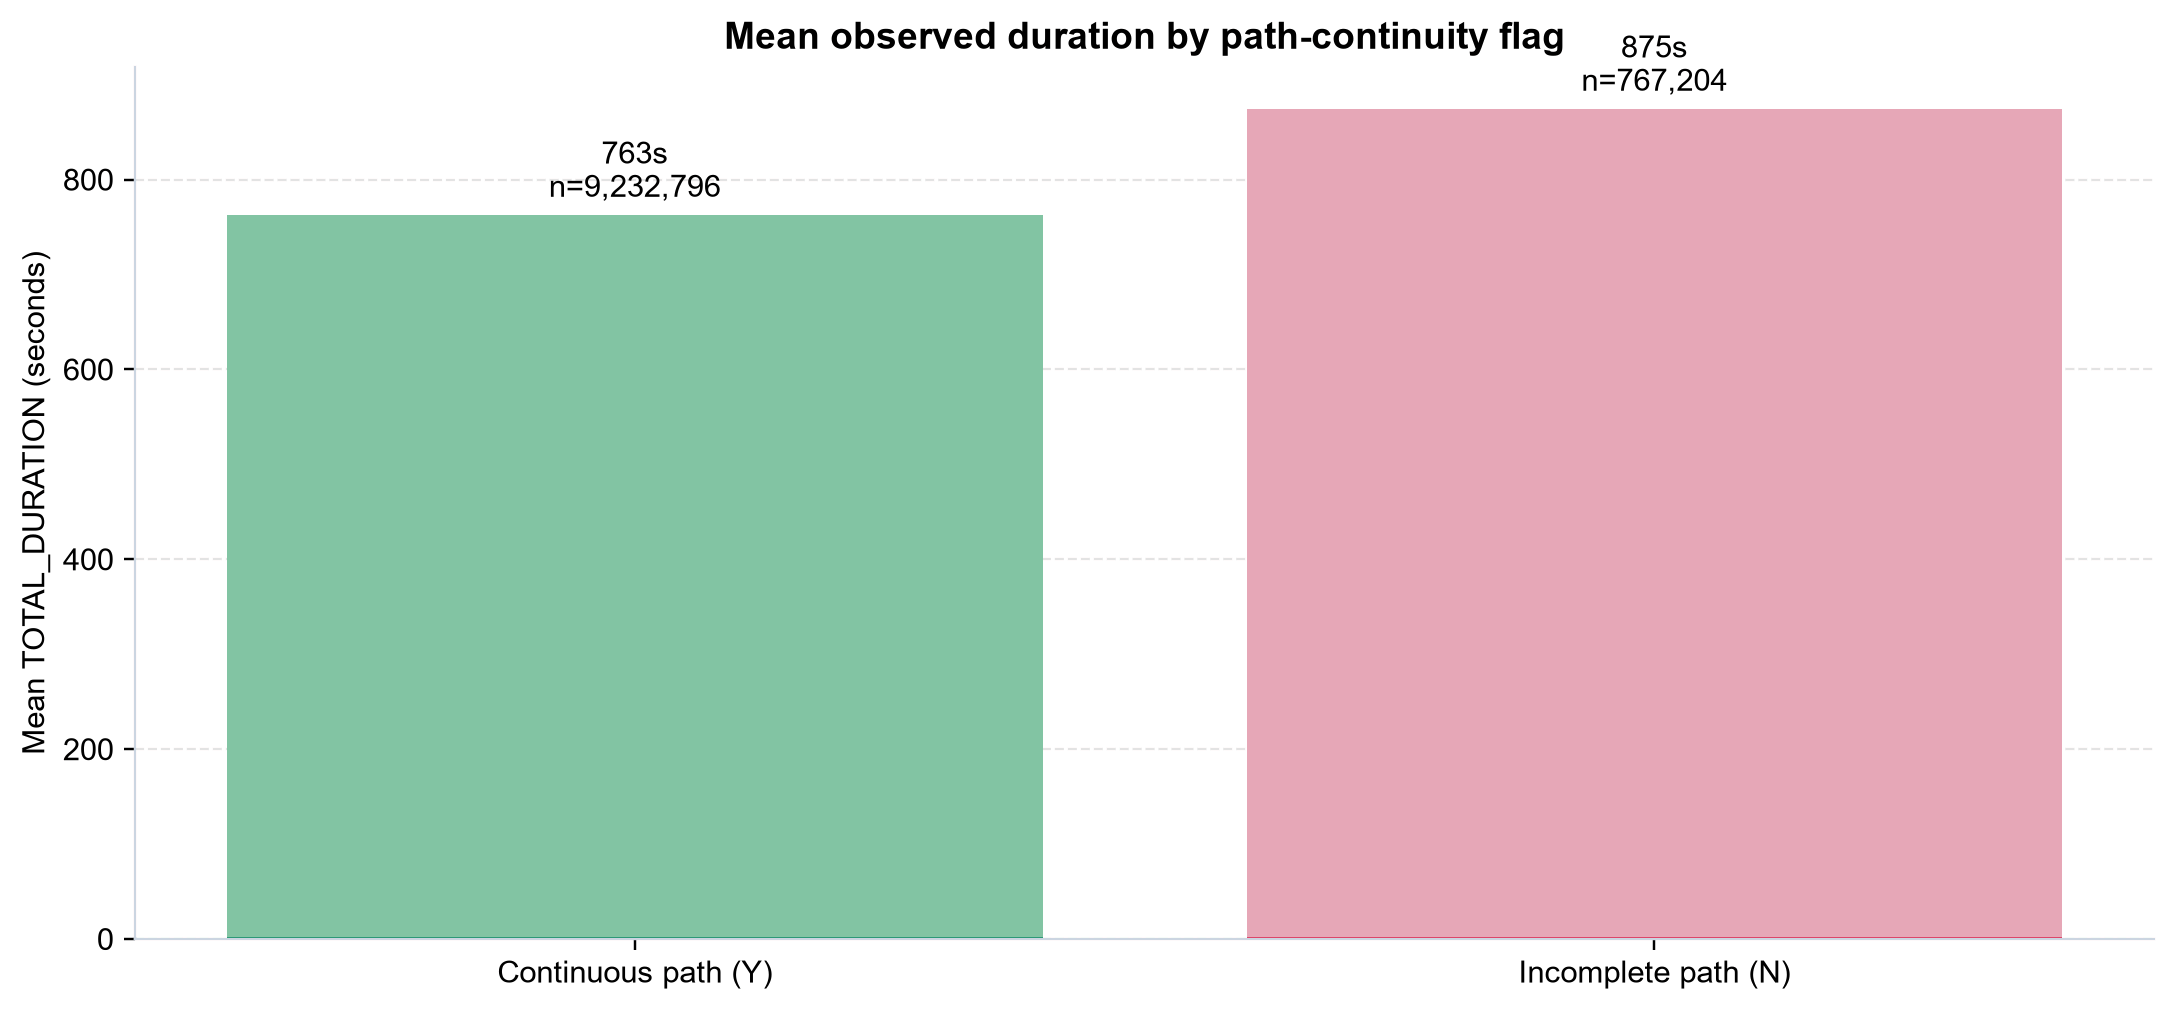 Mean observed duration by path-continuity flag
875s
n=767,204
763s
n=9,232,796
Mean TOTAL_DURATION (seconds)
800
600
400
200
0
Continuous path (Y)
Incomplete path (N)